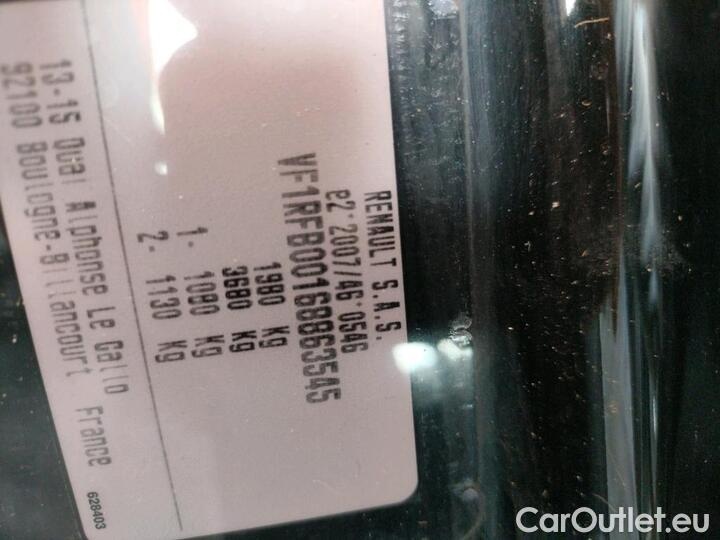 RENAULT S.A.S.
e2*2007/46*0546
VF1RFB00168863545
1980 Kg
3680 Kg
1- 1080 Kg
2- 1130 Kg
13-15 Quai Alphonse Le Gallo
92100 Boulogne-Billancourt France
628403
CarOutlet.eu